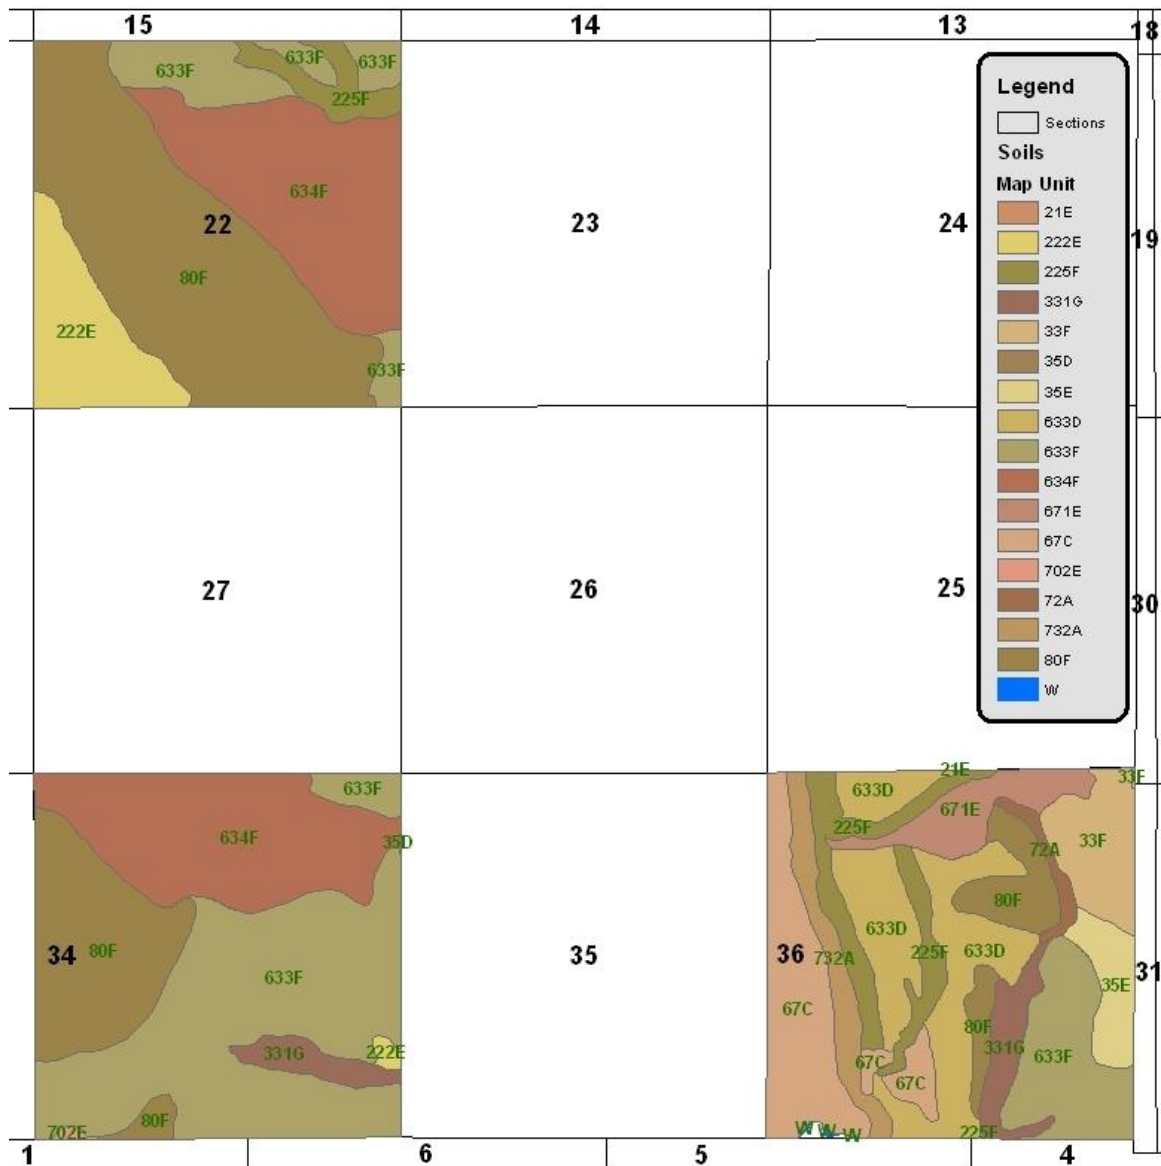 15 14 13 18
633F 633F 633F
225F
634F
22 23 24 19
80F
222E
633F
Legend
Sections
Soils
Map Unit
21E
222E
225F
331G
33F
35D
35E
633D
633F
634F
671E
67C
702E
72A
732A
80F
W
27 26 25 30
633F
634F
35D
34 80F
633F
331G 222E
80F
702E
35
21E
33F
633D
671E
225F
72A 33F
80F
633D
225F 633D
36 732A
31
35E
67C
80F
331G 633F
67C
67C
W W W
225F
1 6 5 4